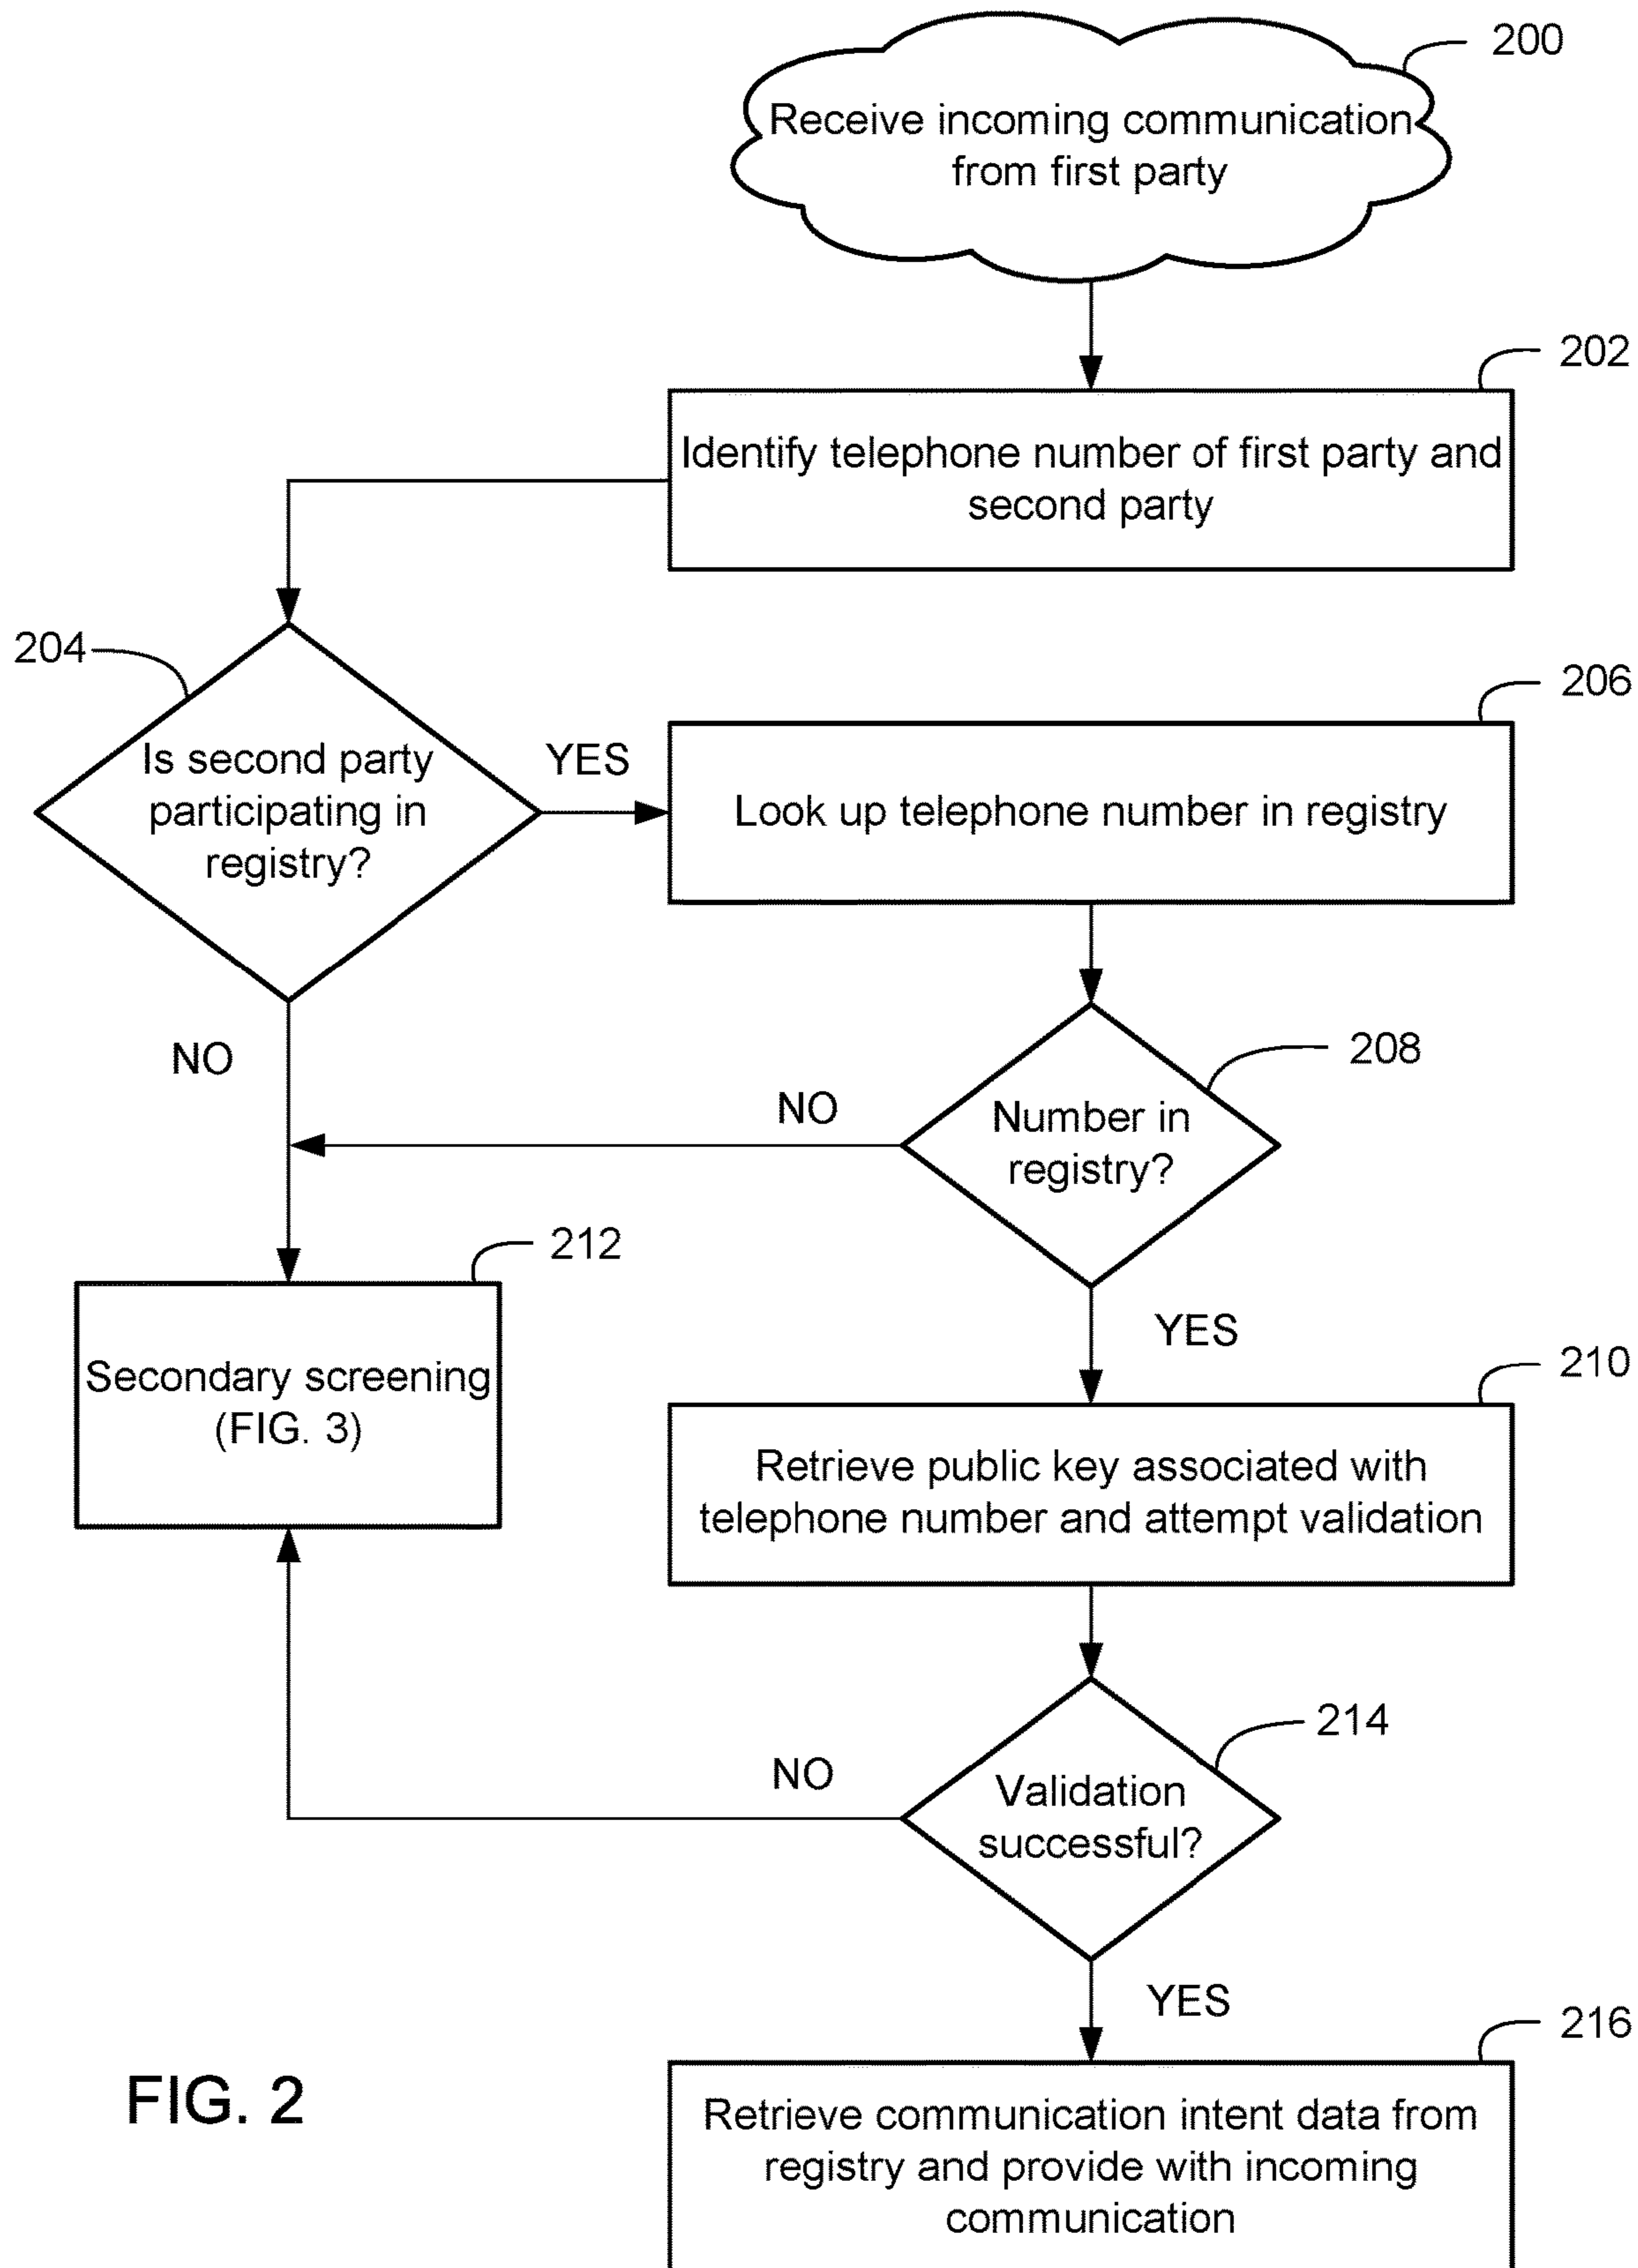 200
Receive incoming communication
from first party
202
Identify telephone number of first party and
second party
204
Is second party
participating in
registry?
YES
206
Look up telephone number in registry
NO
208
Number in
registry?
NO
YES
212
Secondary screening
(FIG. 3)
210
Retrieve public key associated with
telephone number and attempt validation
214
Validation
successful?
NO
YES
216
Retrieve communication intent data from
registry and provide with incoming
communication
FIG. 2